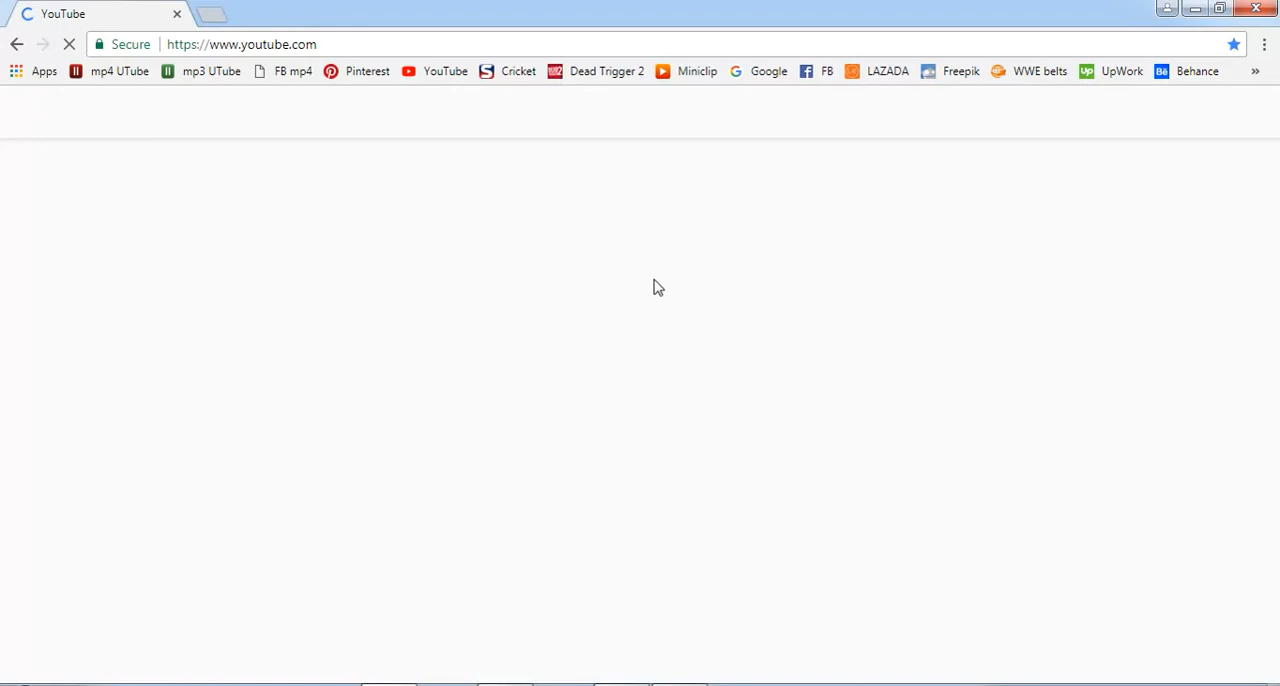 YouTube
Secure https://www.youtube.com
Apps mp4 UTube mp3 UTube FB mp4 Pinterest YouTube Cricket Dead Trigger 2 Miniclip Google FB LAZADA Freepik WWE belts UpWork Behance »